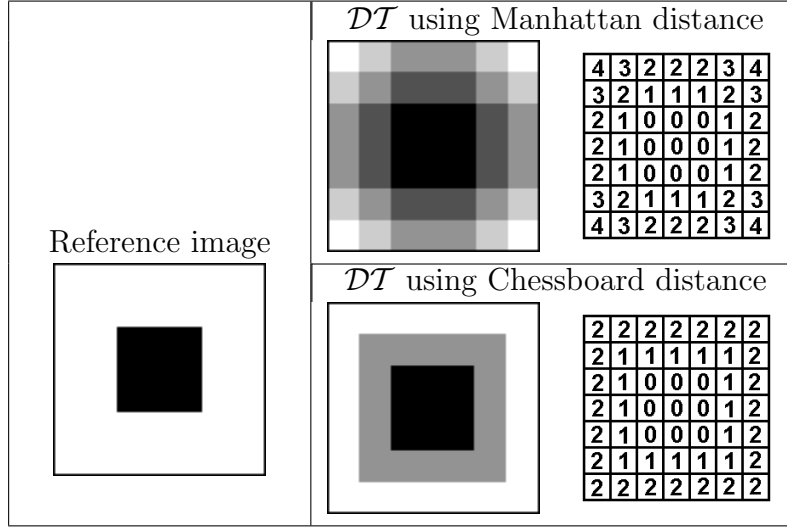 𝒟𝒯 using Manhattan distance
4 3 2 2 2 3 4
3 2 1 1 1 2 3
2 1 0 0 0 1 2
2 1 0 0 0 1 2
2 1 0 0 0 1 2
3 2 1 1 1 2 3
4 3 2 2 2 3 4
Reference image
𝒟𝒯 using Chessboard distance
2 2 2 2 2 2 2
2 1 1 1 1 1 2
2 1 0 0 0 1 2
2 1 0 0 0 1 2
2 1 0 0 0 1 2
2 1 1 1 1 1 2
2 2 2 2 2 2 2